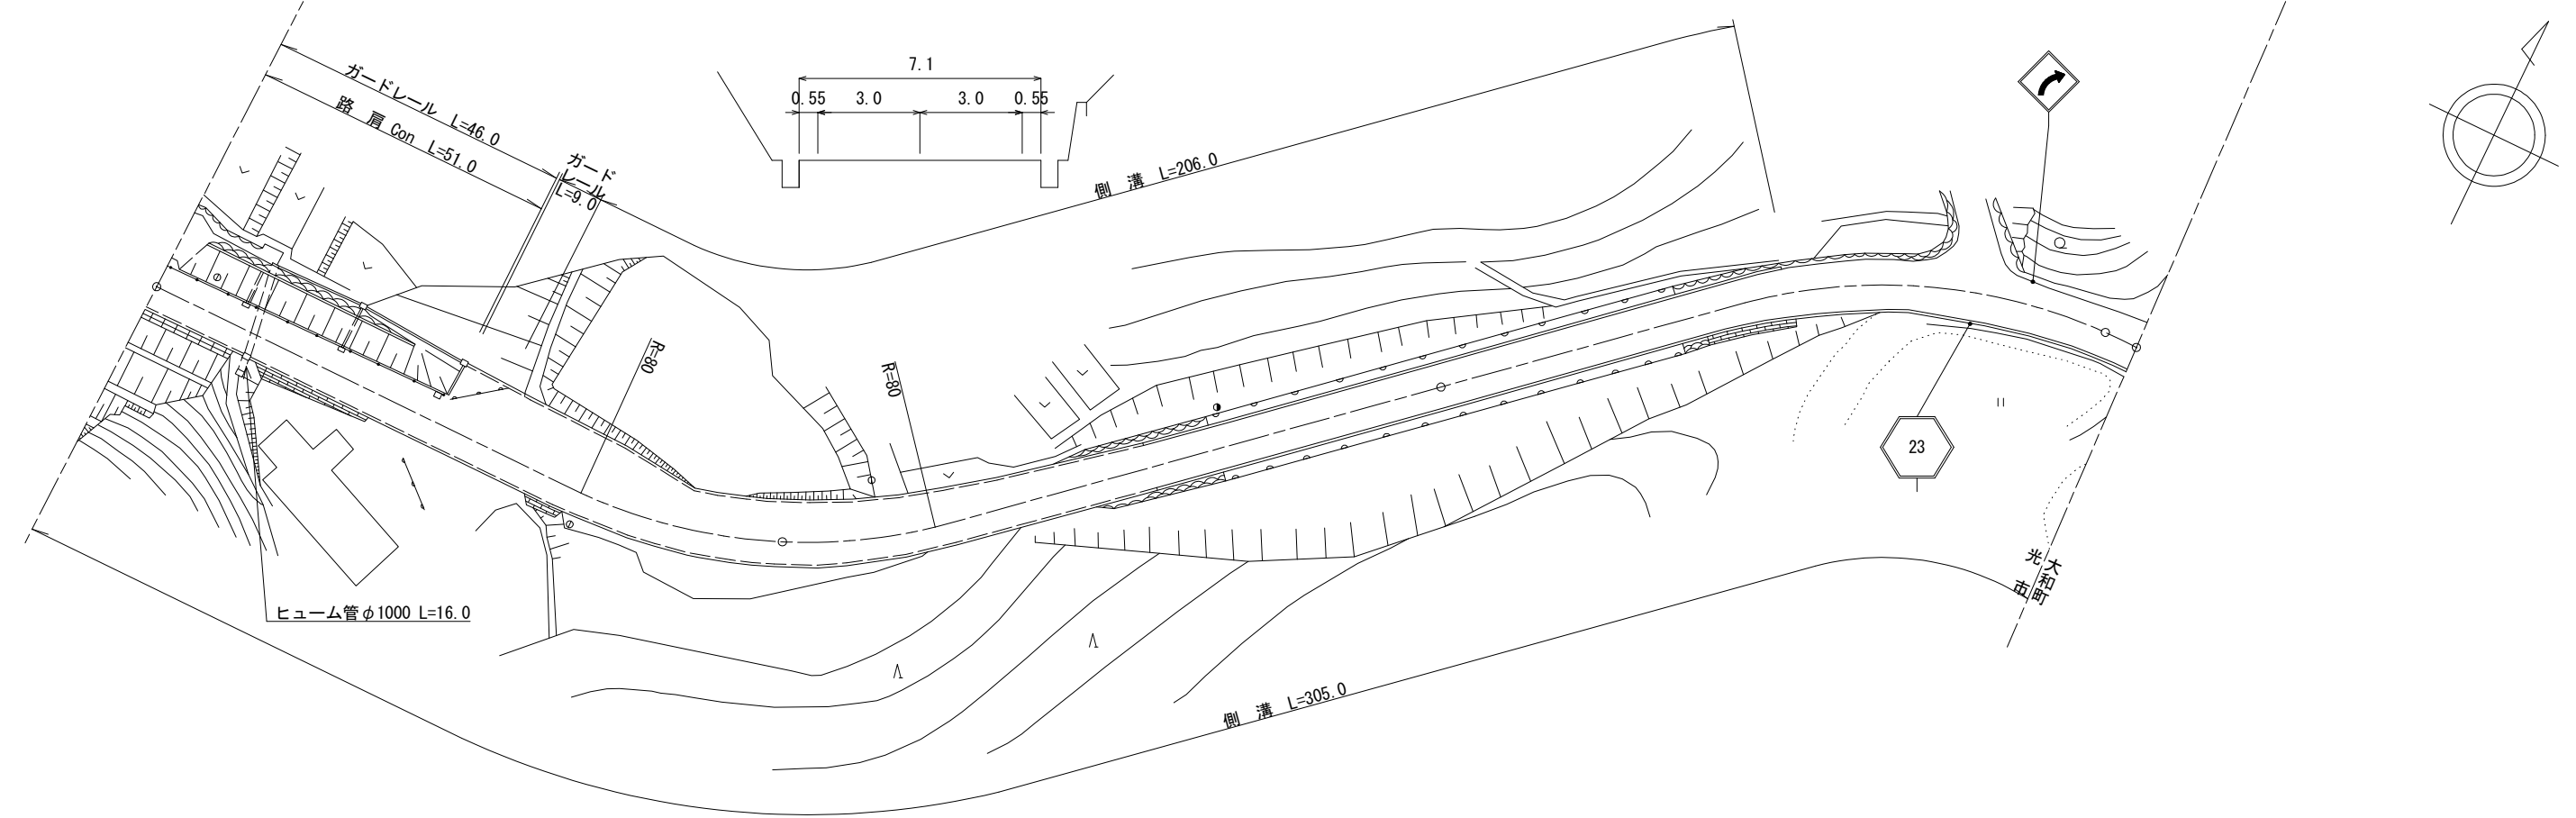 ガードレール L=46.0
路 肩 Con L=51.0
ガード
レール
L=9.0
7.1
0.55 3.0 3.0 0.55
側 溝 L=206.0
R=80
R=80
23
ヒューム管φ1000 L=16.0
側 溝 L=305.0
光市
大和町